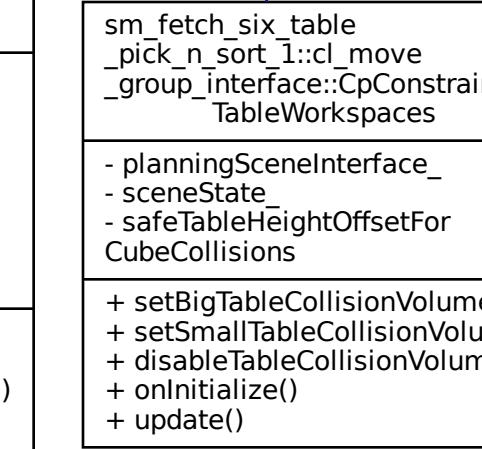 sm_fetch_six_table
_pick_n_sort_1::cl_move
_group_interface::CpConstrain
TableWorkspaces
- planningSceneInterface_
- sceneState_
- safeTableHeightOffsetFor
CubeCollisions
+ setBigTableCollisionVolume
+ setSmallTableCollisionVolu
+ disableTableCollisionVolum
+ onInitialize()
+ update()
)